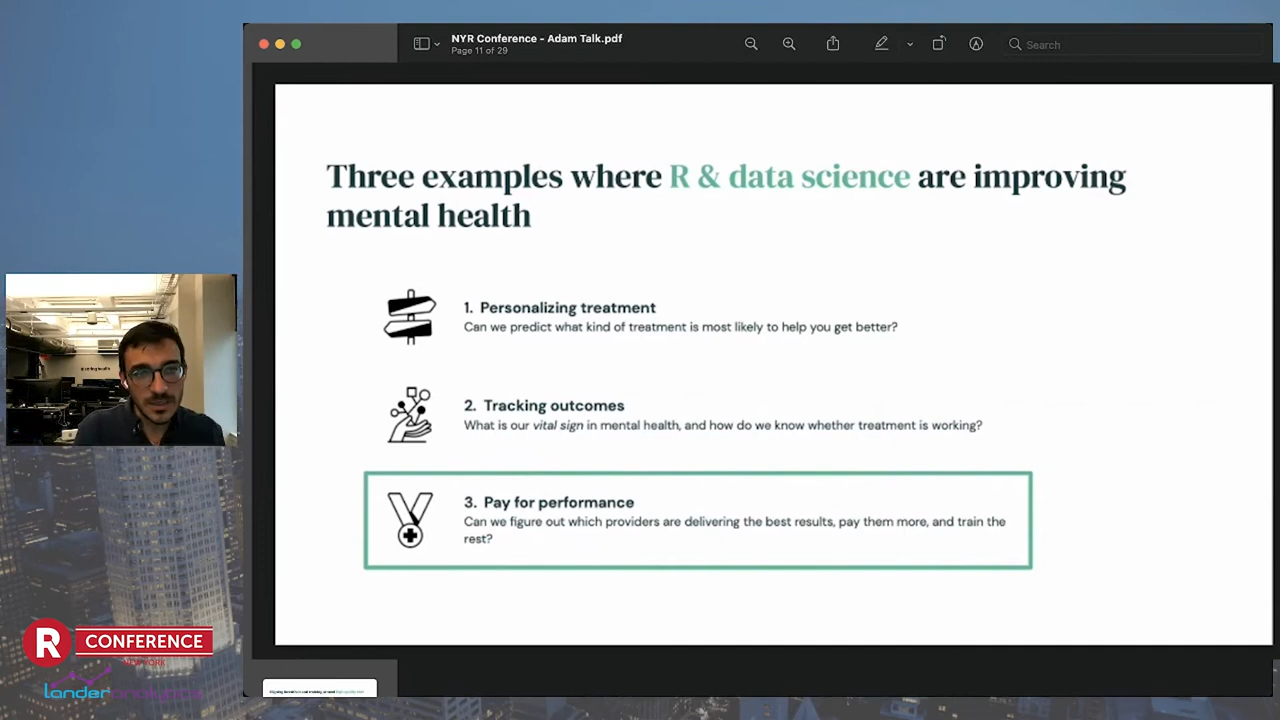 NYR Conference - Adam Talk.pdf
Page 11 of 29
Search
Three examples where R & data science are improving
mental health
1. Personalizing treatment
Can we predict what kind of treatment is most likely to help you get better?
2. Tracking outcomes
What is our vital sign in mental health, and how do we know whether treatment is working?
3. Pay for performance
Can we figure out which providers are delivering the best results, pay them more, and train the
rest?
R CONFERENCE
NEW YORK
lander analytics